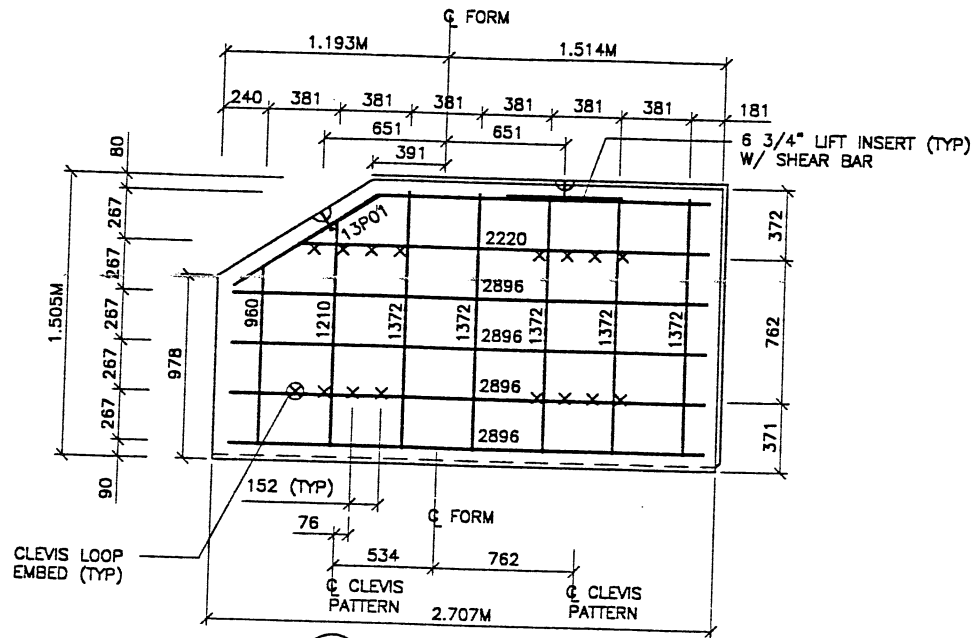 ℄ FORM
1.193M 1.514M
240 381 381 381 381 381 381 181
651 651
391
6 3/4" LIFT INSERT (TYP)
W/ SHEAR BAR
80
267
267
267
267
267
90
1.505M
978
13P01
2220
2896
2896
2896
2896
960 1210 1372 1372 1372 1372 1372
372
762
371
152 (TYP)
76
℄ FORM
534 762
CLEVIS LOOP
EMBED (TYP)
℄ CLEVIS
PATTERN
℄ CLEVIS
PATTERN
2.707M